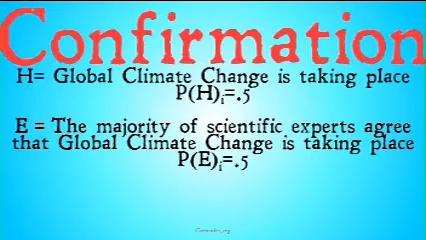 Confirmation
H= Global Climate Change is taking place
P(H)i=.5
E = The majority of scientific experts agree
that Global Climate Change is taking place
P(E)i=.5